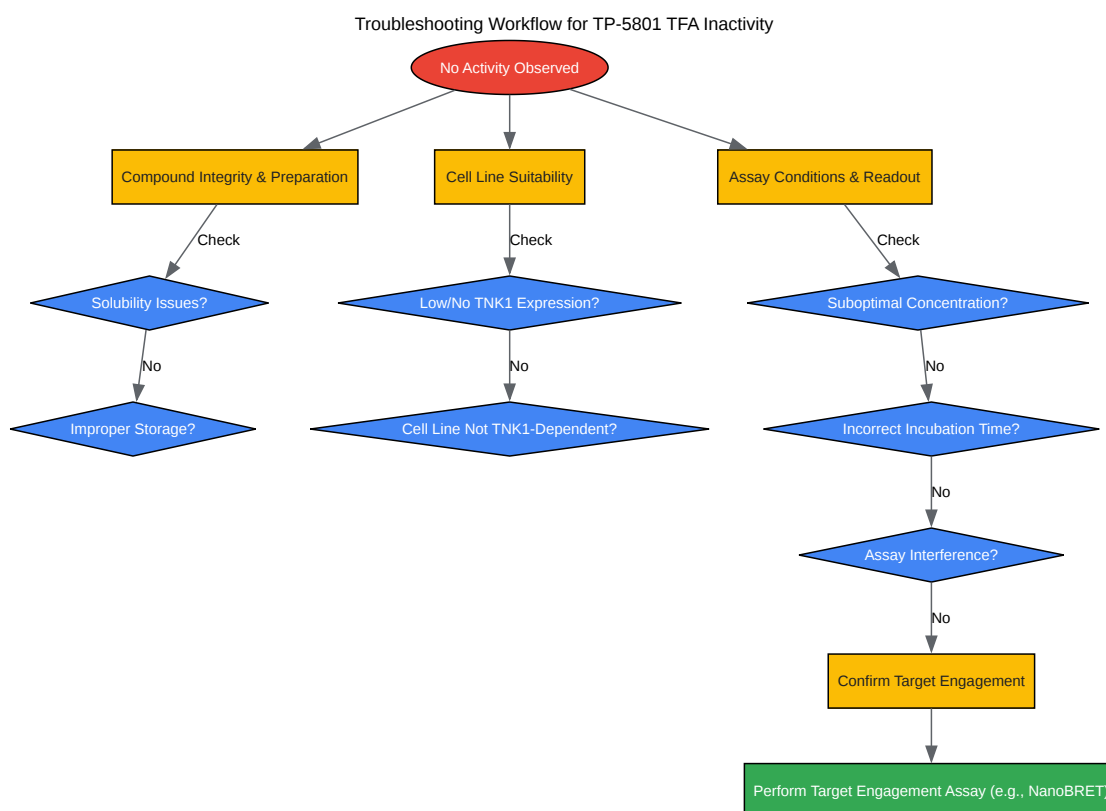 Troubleshooting Workflow for TP-5801 TFA Inactivity
No Activity Observed
Compound Integrity & Preparation
Cell Line Suitability
Assay Conditions & Readout
Check
Check
Check
Solubility Issues?
Low/No TNK1 Expression?
Suboptimal Concentration?
No
No
No
Improper Storage?
Cell Line Not TNK1-Dependent?
Incorrect Incubation Time?
No
Assay Interference?
No
Confirm Target Engagement
Perform Target Engagement Assay (e.g., NanoBRET)